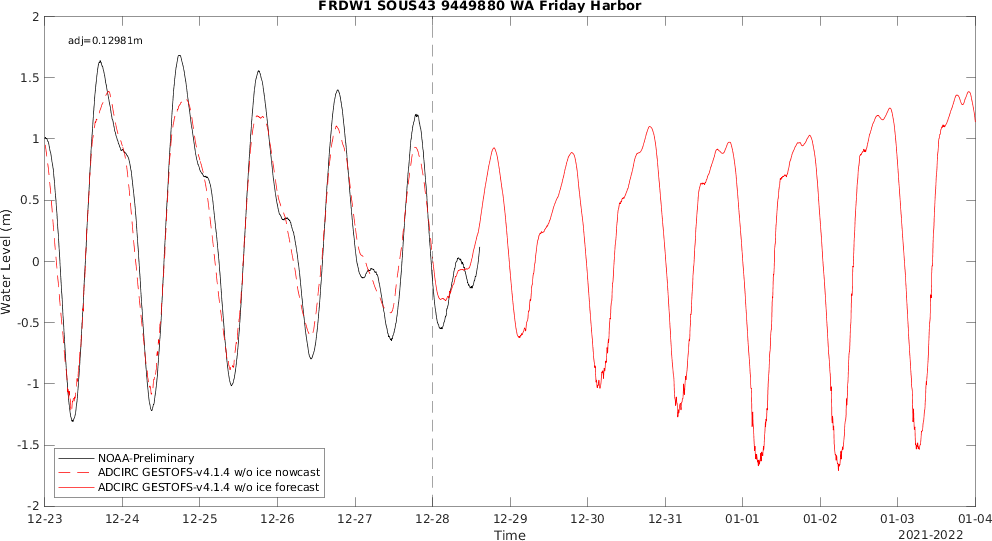 FRDW1 SOUS43 9449880 WA Friday Harbor
adj=0.12981m
2
1.5
1
0.5
0
-0.5
-1
-1.5
-2
Water Level (m)
NOAA-Preliminary
ADCIRC GESTOFS-v4.1.4 w/o ice nowcast
ADCIRC GESTOFS-v4.1.4 w/o ice forecast
12-23 12-24 12-25 12-26 12-27 12-28 12-29 12-30 12-31 01-01 01-02 01-03 01-04
Time
2021-2022